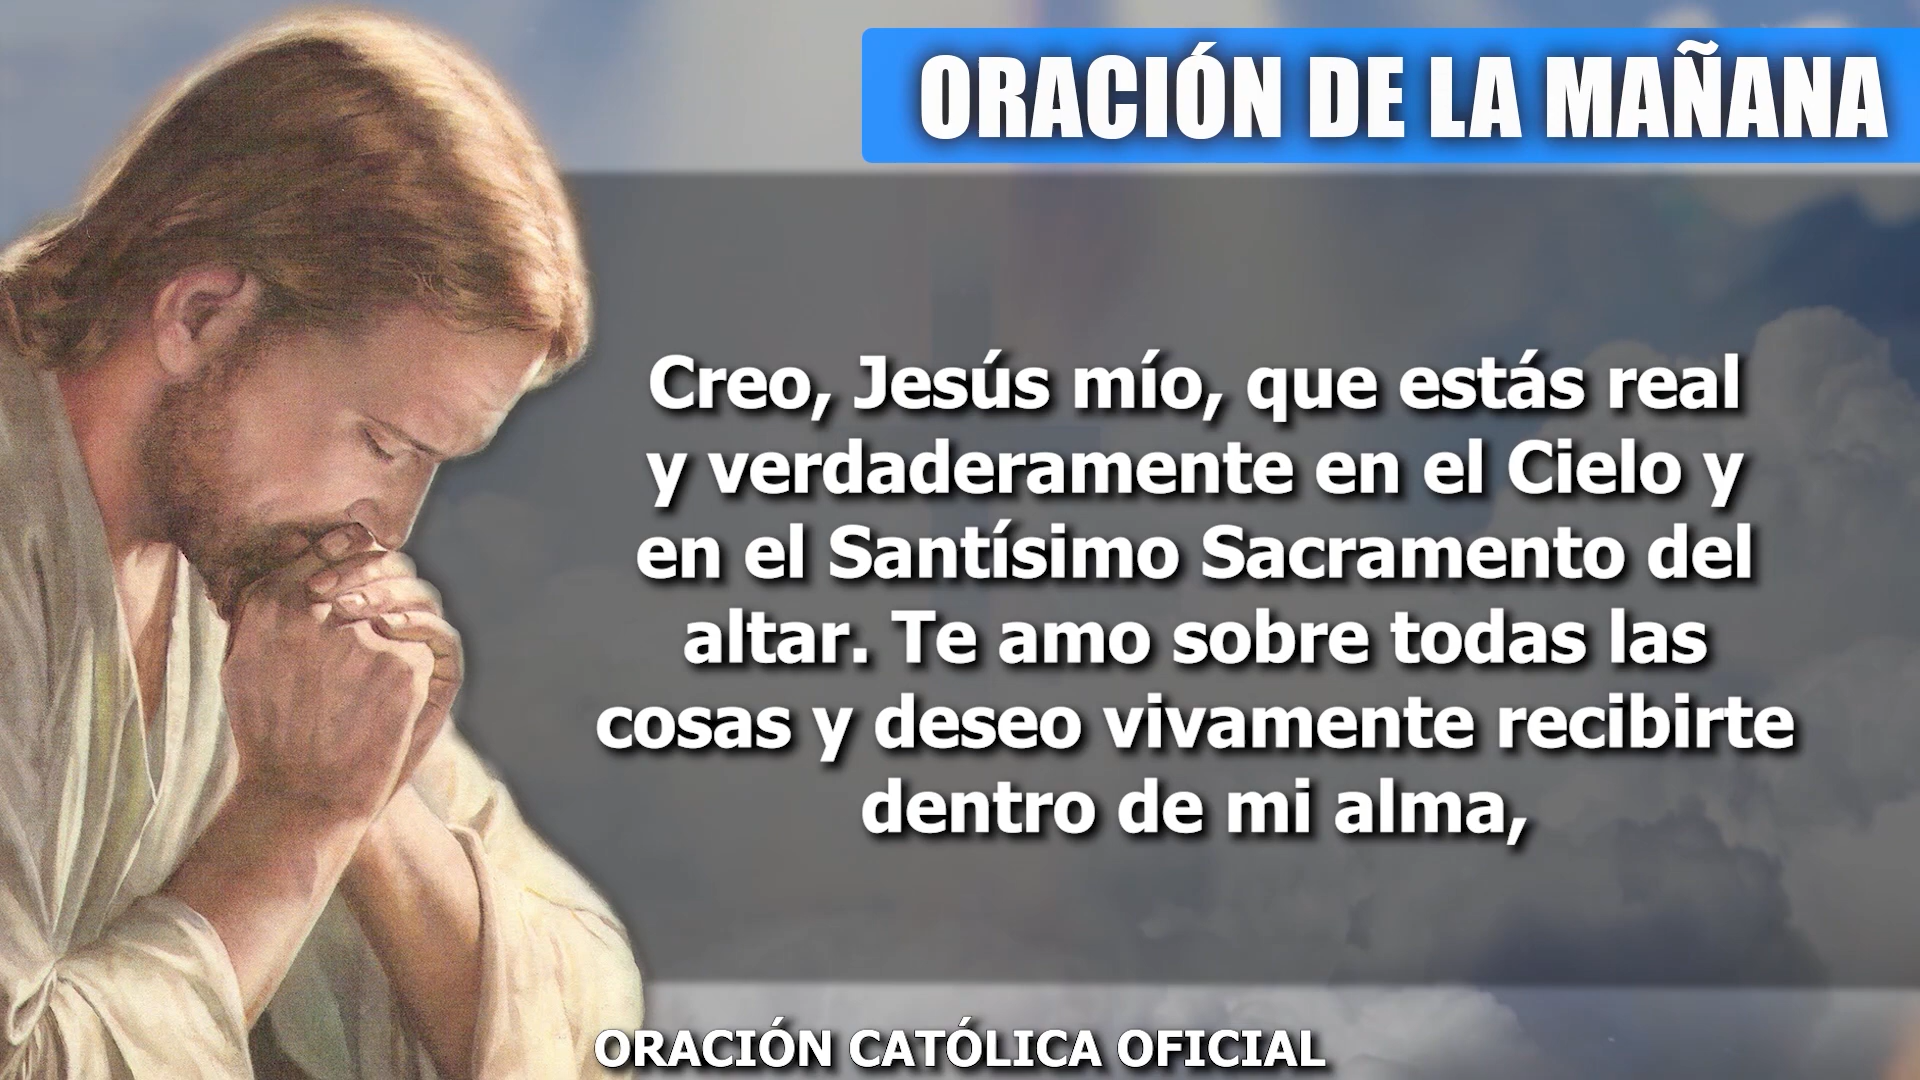 ORACIÓN DE LA MAÑANA
Creo, Jesús mío, que estás real
y verdaderamente en el Cielo y
en el Santísimo Sacramento del
altar. Te amo sobre todas las
cosas y deseo vivamente recibirte
dentro de mi alma,
ORACIÓN CATÓLICA OFICIAL